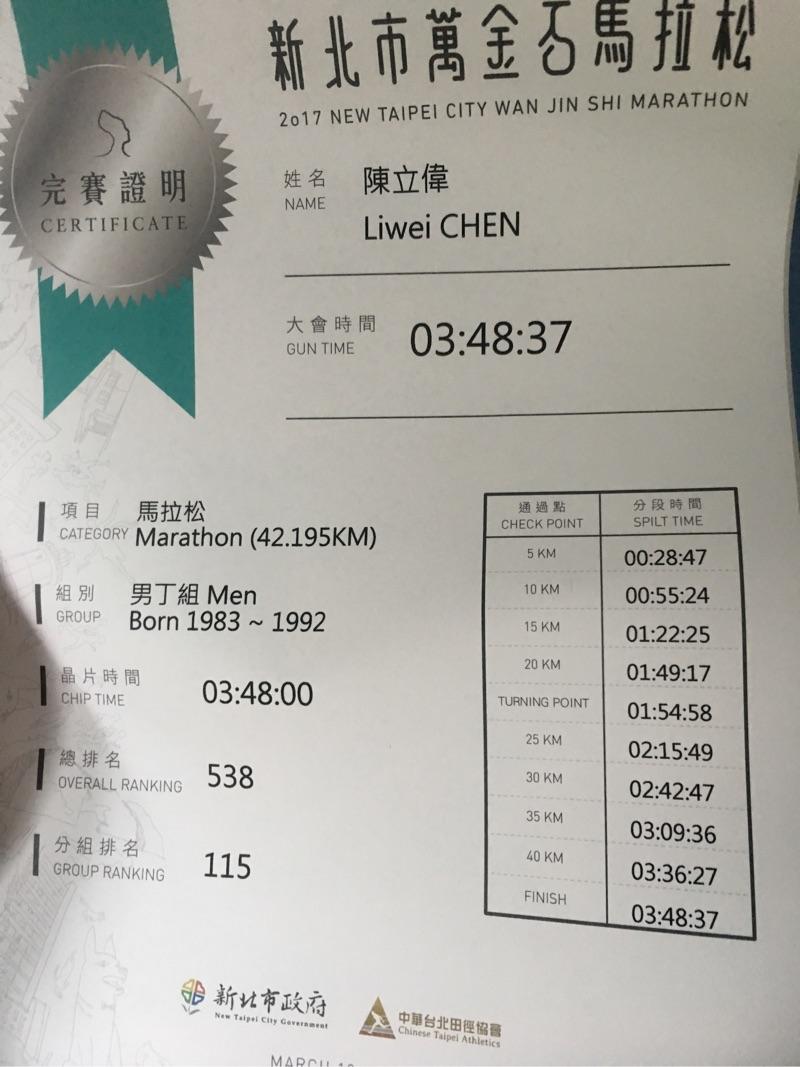 新北市萬金石馬拉松
2017 NEW TAIPEI CITY WAN JIN SHI MARATHON
完賽證明
CERTIFICATE
姓名 陳立偉
NAME Liwei CHEN
大會時間
GUN TIME 03:48:37
項目 馬拉松
CATEGORY Marathon (42.195KM)
組別 男丁組 Men
GROUP Born 1983 ~ 1992
晶片時間
CHIP TIME 03:48:00
總排名
OVERALL RANKING 538
分組排名
GROUP RANKING 115
通過點 分段時間
CHECK POINT SPILT TIME
5 KM 00:28:47
10 KM 00:55:24
15 KM 01:22:25
20 KM 01:49:17
TURNING POINT 01:54:58
25 KM 02:15:49
30 KM 02:42:47
35 KM 03:09:36
40 KM 03:36:27
FINISH 03:48:37
新北市政府
New Taipei City Government
中華台北田徑協會
Chinese Taipei Athletics
MARCH